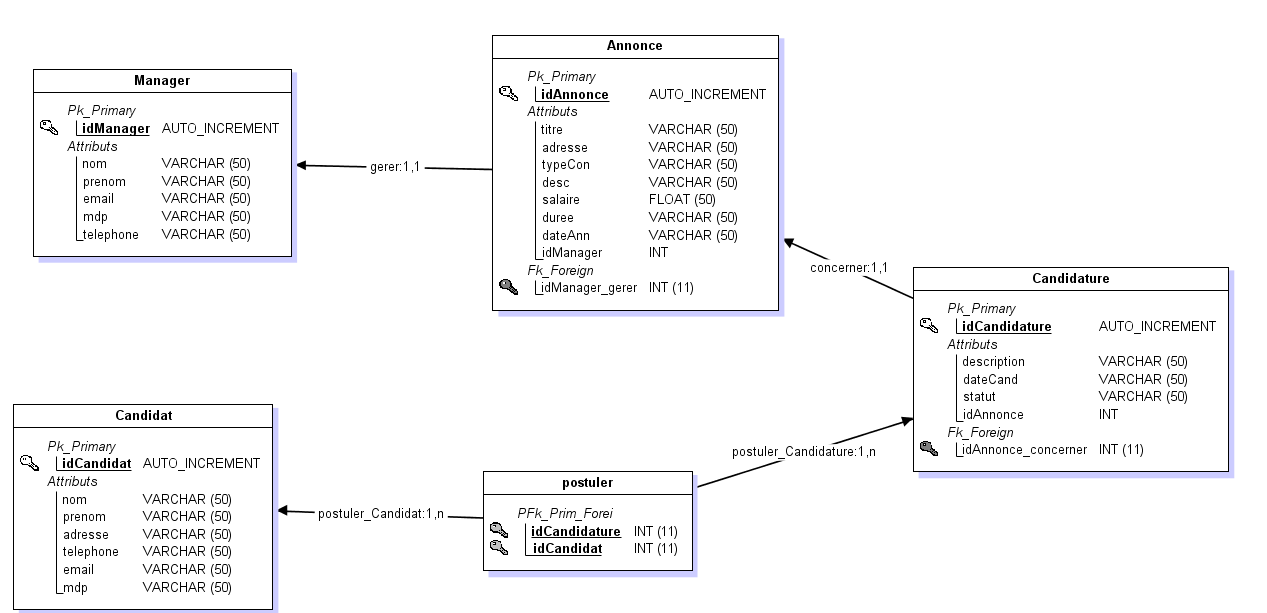 Manager
Pk_Primary
idManager AUTO_INCREMENT
Attributs
nom VARCHAR (50)
prenom VARCHAR (50)
email VARCHAR (50)
mdp VARCHAR (50)
telephone VARCHAR (50)
gerer:1,1
Annonce
Pk_Primary
idAnnonce AUTO_INCREMENT
Attributs
titre VARCHAR (50)
adresse VARCHAR (50)
typeCon VARCHAR (50)
desc VARCHAR (50)
salaire FLOAT (50)
duree VARCHAR (50)
dateAnn VARCHAR (50)
idManager INT
Fk_Foreign
idManager_gerer INT (11)
concerner:1,1
Candidature
Pk_Primary
idCandidature AUTO_INCREMENT
Attributs
description VARCHAR (50)
dateCand VARCHAR (50)
statut VARCHAR (50)
idAnnonce INT
Fk_Foreign
idAnnonce_concerner INT (11)
Candidat
Pk_Primary
idCandidat AUTO_INCREMENT
Attributs
nom VARCHAR (50)
prenom VARCHAR (50)
adresse VARCHAR (50)
telephone VARCHAR (50)
email VARCHAR (50)
mdp VARCHAR (50)
postuler_Candidat:1,n
postuler
PFk_Prim_Forei
idCandidature INT (11)
idCandidat INT (11)
postuler_Candidature:1,n